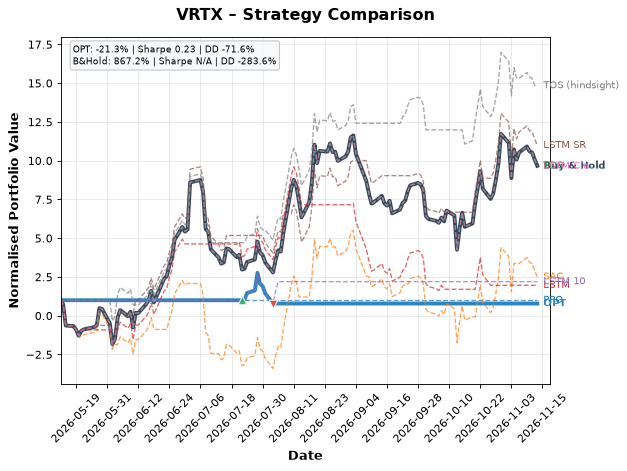 VRTX – Strategy Comparison
OPT: -21.3% | Sharpe 0.23 | DD -71.6%
B&Hold: 867.2% | Sharpe N/A | DD -283.6%
Normalised Portfolio Value
17.5
15.0
12.5
10.0
7.5
5.0
2.5
0.0
−2.5
TOS (hindsight)
LSTM SR
Buy & Hold
SAC
LSTM 10
LBTM
PPO
OPT
2026-05-19
2026-05-31
2026-06-12
2026-06-24
2026-07-06
2026-07-18
2026-07-30
2026-08-11
2026-08-23
2026-09-04
2026-09-16
2026-09-28
2026-10-10
2026-10-22
2026-11-03
2026-11-15
Date